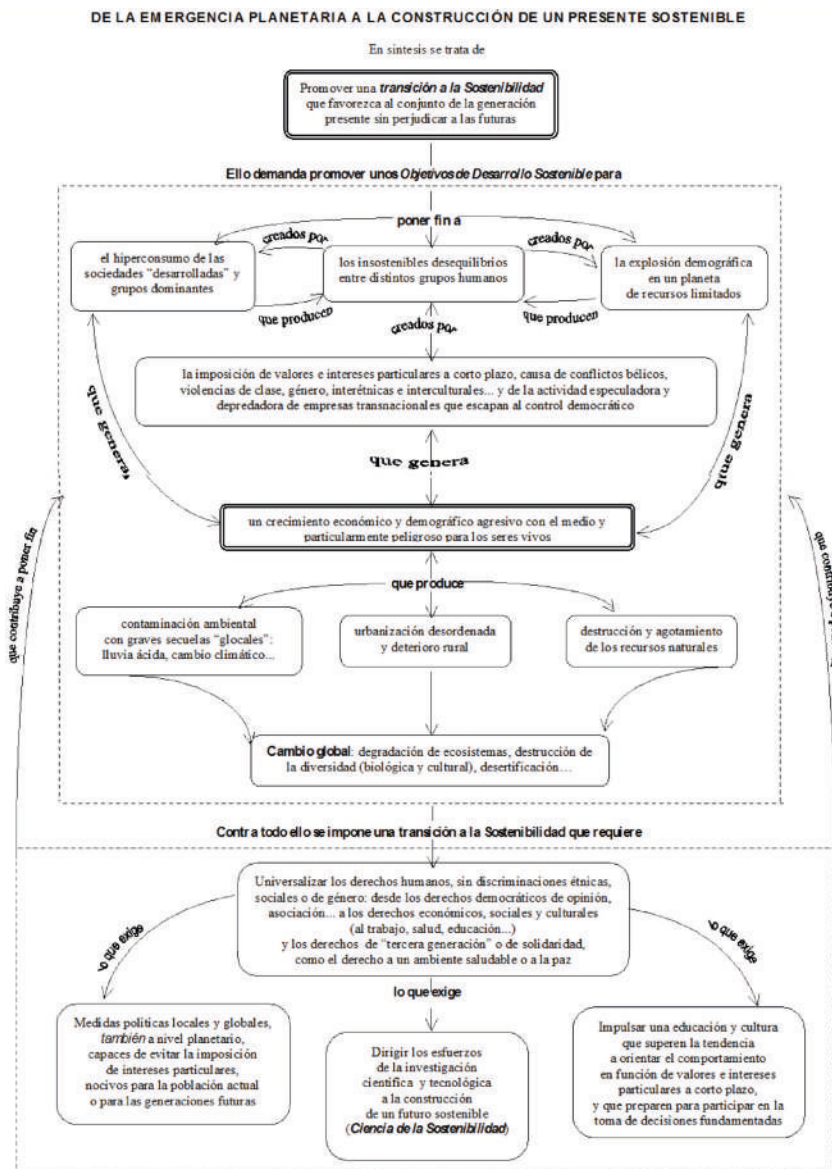 DE LA EMERGENCIA PLANETARIA A LA CONSTRUCCIÓN DE UN PRESENTE SOSTENIBLE
En síntesis se trata de
Promover una transición a la Sostenibilidad
que favorezca al conjunto de la generación
presente sin perjudicar a las futuras
Ello demanda promover unos Objetivos de Desarrollo Sostenible para
poner fin a
creados por
creados por
el hiperconsumo de las
sociedades “desarrolladas” y
grupos dominantes
los insostenibles desequilibrios
entre distintos grupos humanos
la explosión demográfica
en un planeta
de recursos limitados
que producen
creados por
que producen
la imposición de valores e intereses particulares a corto plazo, causa de conflictos bélicos,
violencias de clase, género, interétnicas e interculturales... y de la actividad especuladora y
depredadora de empresas transnacionales que escapan al control democrático
que genera,
que genera
que genera
un crecimiento económico y demográfico agresivo con el medio y
particularmente peligroso para los seres vivos
que contribuye a poner fin
que
que produce
contaminación ambiental
con graves secuelas “glocales”:
lluvia ácida, cambio climático...
urbanización desordenada
y deterioro rural
destrucción y agotamiento
de los recursos naturales
Cambio global: degradación de ecosistemas, destrucción de
la diversidad (biológica y cultural), desertificación…
Contra todo ello se impone una transición a la Sostenibilidad que requiere
Universalizar los derechos humanos, sin discriminaciones étnicas,
sociales o de género: desde los derechos democráticos de opinión,
asociación... a los derechos económicos, sociales y culturales
(al trabajo, salud, educación...)
y los derechos de “tercera generación” o de solidaridad,
como el derecho a un ambiente saludable o a la paz
lo que exige
lo que exige
lo que exige
Medidas políticas locales y globales,
también a nivel planetario,
capaces de evitar la imposición
de intereses particulares,
nocivos para la población actual
o para las generaciones futuras
Dirigir los esfuerzos
de la investigación
científica y tecnológica
a la construcción
de un futuro sostenible
(Ciencia de la Sostenibilidad)
Impulsar una educación y cultura
que superen la tendencia
a orientar el comportamiento
en función de valores e intereses
particulares a corto plazo,
y que preparen para participar en la
toma de decisiones fundamentadas